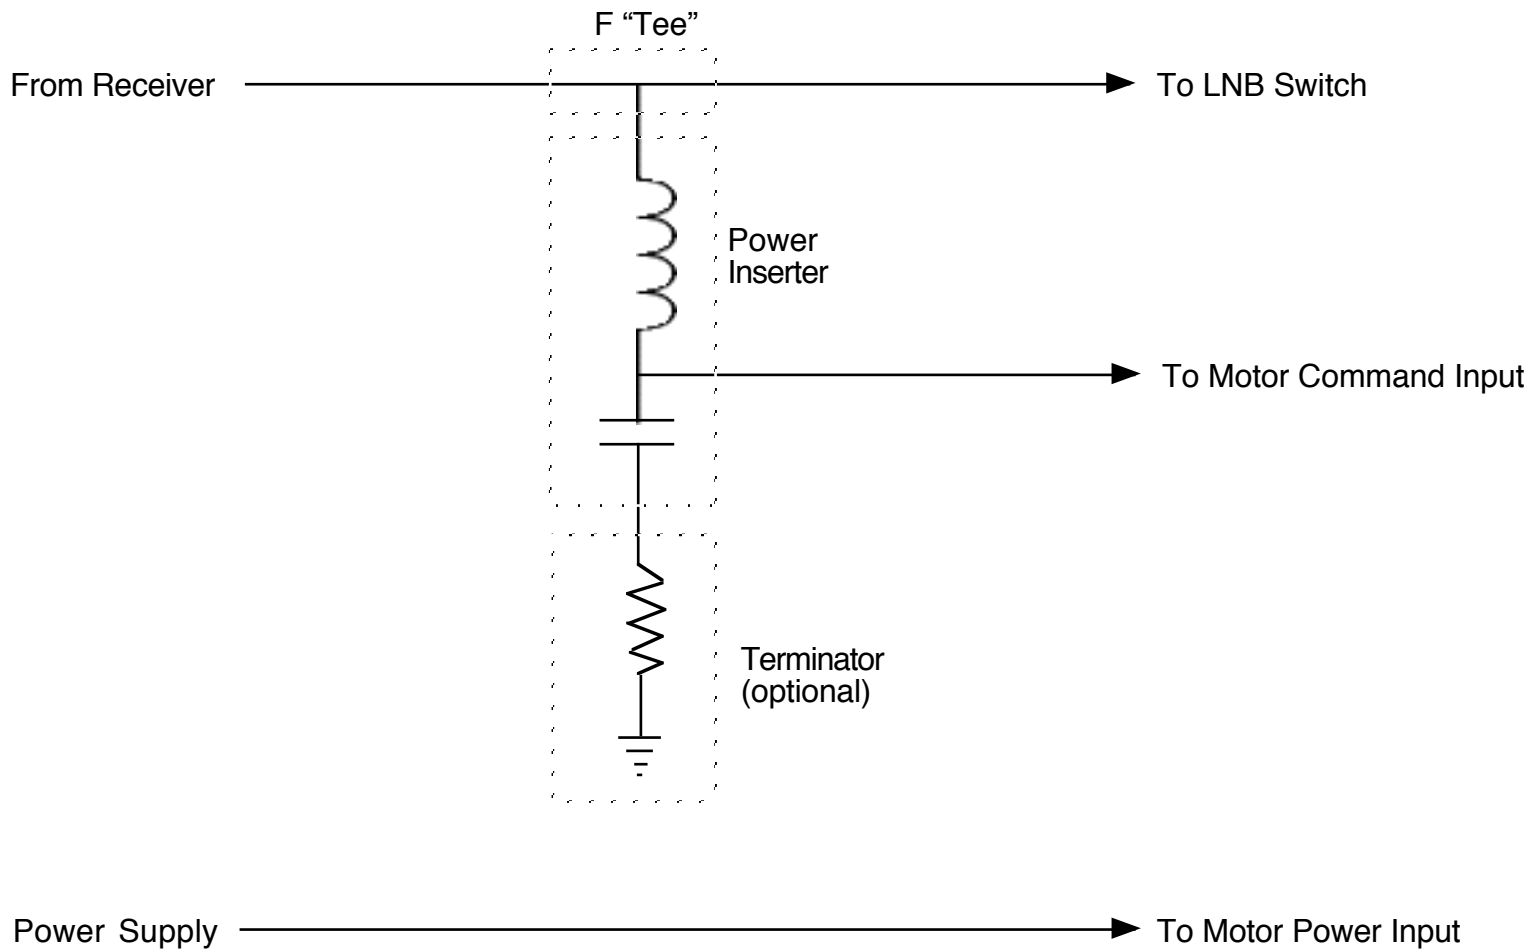 F “Tee”
From Receiver
To LNB Switch
Power
Inserter
To Motor Command Input
Terminator
(optional)
Power Supply
To Motor Power Input